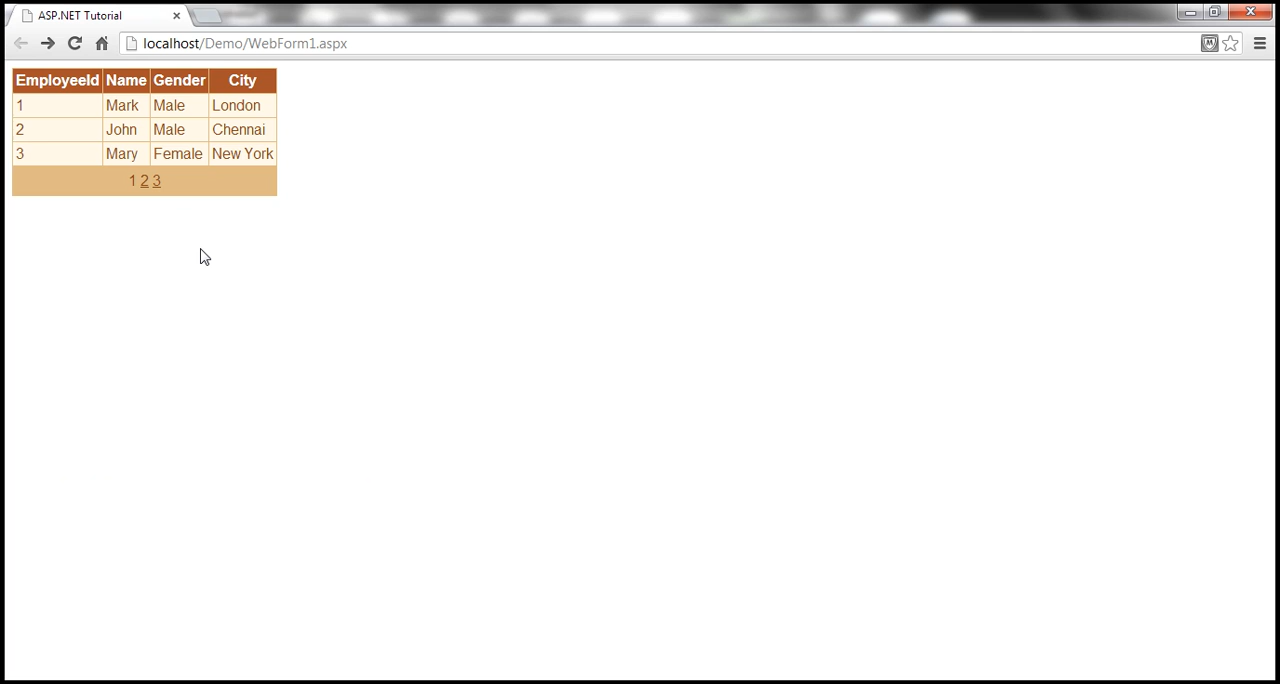 ASP.NET Tutorial
localhost/Demo/WebForm1.aspx
EmployeeId Name Gender City
1 Mark Male London
2 John Male Chennai
3 Mary Female New York
1 2 3